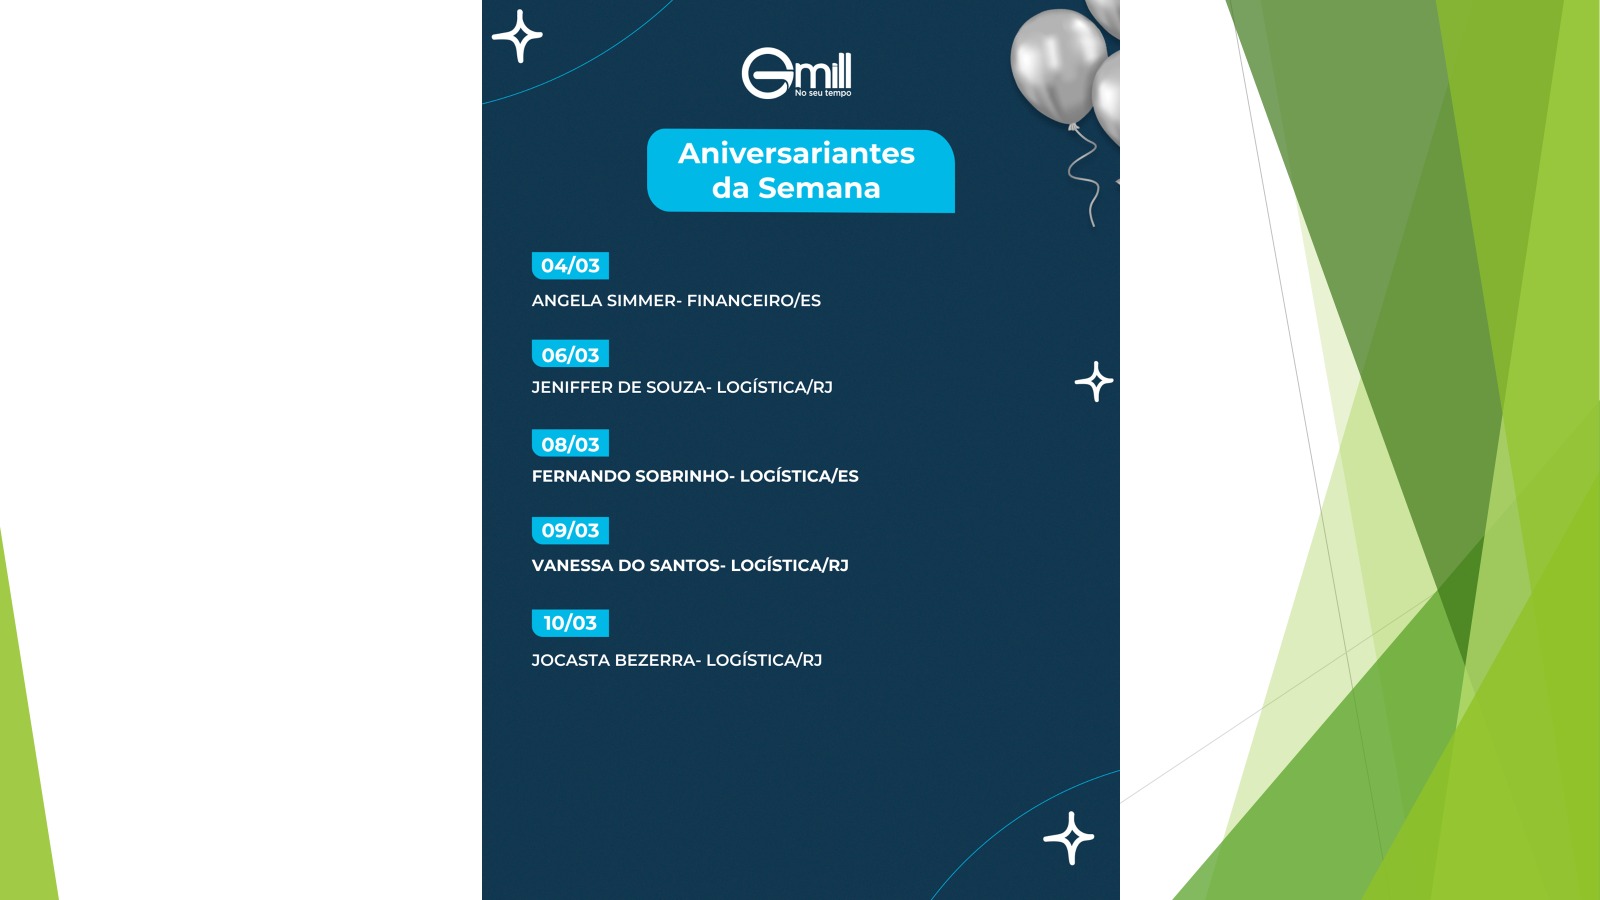 Gmill
No seu tempo
Aniversariantes
da Semana
04/03
ANGELA SIMMER- FINANCEIRO/ES
06/03
JENIFFER DE SOUZA- LOGÍSTICA/RJ
08/03
FERNANDO SOBRINHO- LOGÍSTICA/ES
09/03
VANESSA DO SANTOS- LOGÍSTICA/RJ
10/03
JOCASTA BEZERRA- LOGÍSTICA/RJ